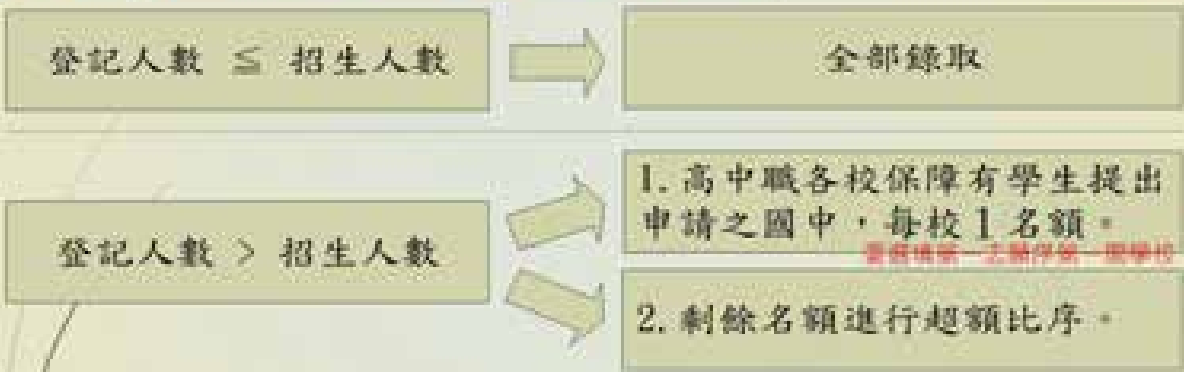 登記人數 ≦ 招生人數
全部錄取
登記人數 > 招生人數
1. 高中職各校保障有學生提出
申請之國中，每校1名額。
2. 剩餘名額進行超額比序。